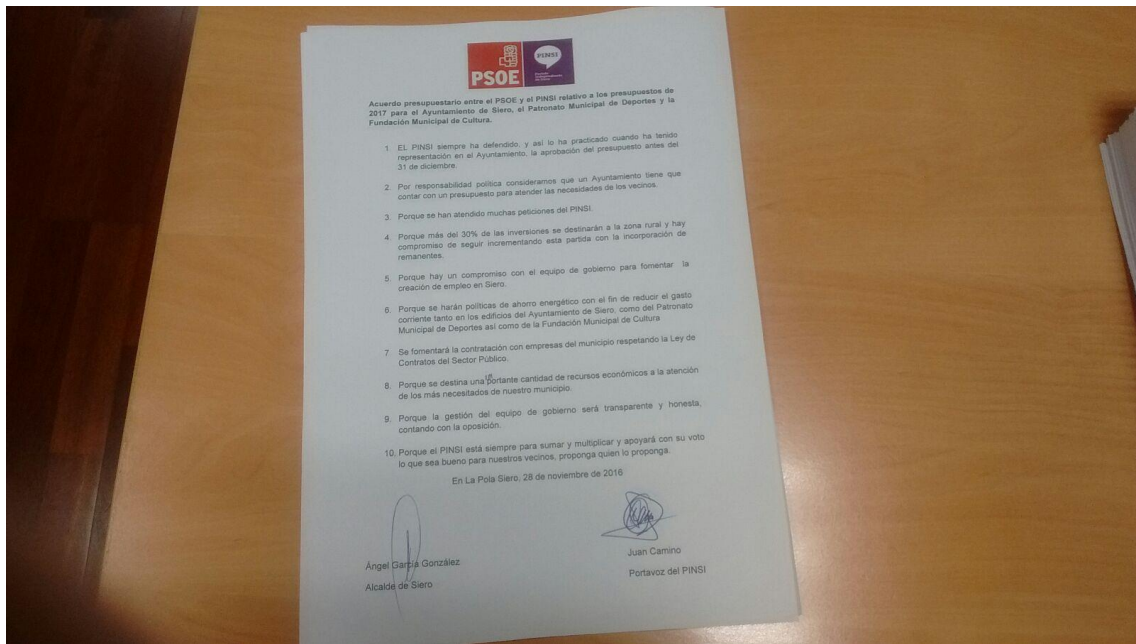 PSOE
PINSI
Acuerdo presupuestario entre el PSOE y el PINSI relativo a los presupuestos de
2017 para el Ayuntamiento de Siero, el Patronato Municipal de Deportes y la
Fundación Municipal de Cultura.
1. EL PINSI siempre ha defendido, y así lo ha practicado cuando ha tenido
representación en el Ayuntamiento, la aprobación del presupuesto antes del
31 de diciembre.
2. Por responsabilidad política consideramos que un Ayuntamiento tiene que
contar con un presupuesto para atender las necesidades de los vecinos.
3. Porque se han atendido muchas peticiones del PINSI.
4. Porque más del 30% de las inversiones se destinarán a la zona rural y hay
compromiso de seguir incrementando esta partida con la incorporación de
remanentes.
5. Porque hay un compromiso con el equipo de gobierno para fomentar la
creación de empleo en Siero.
6. Porque se harán políticas de ahorro energético con el fin de reducir el gasto
corriente tanto en los edificios del Ayuntamiento de Siero, como del Patronato
Municipal de Deportes así como de la Fundación Municipal de Cultura
7. Se fomentará la contratación con empresas del municipio respetando la Ley de
Contratos del Sector Público.
8. Porque se destina una portante cantidad de recursos económicos a la atención
de los más necesitados de nuestro municipio.
9. Porque la gestión del equipo de gobierno será transparente y honesta,
contando con la oposición.
10. Porque el PINSI está siempre para sumar y multiplicar y apoyará con su voto
lo que sea bueno para nuestros vecinos, proponga quien lo proponga.
En La Pola Siero, 28 de noviembre de 2016
Ángel García González
Alcalde de Siero
Juan Camino
Portavoz del PINSI